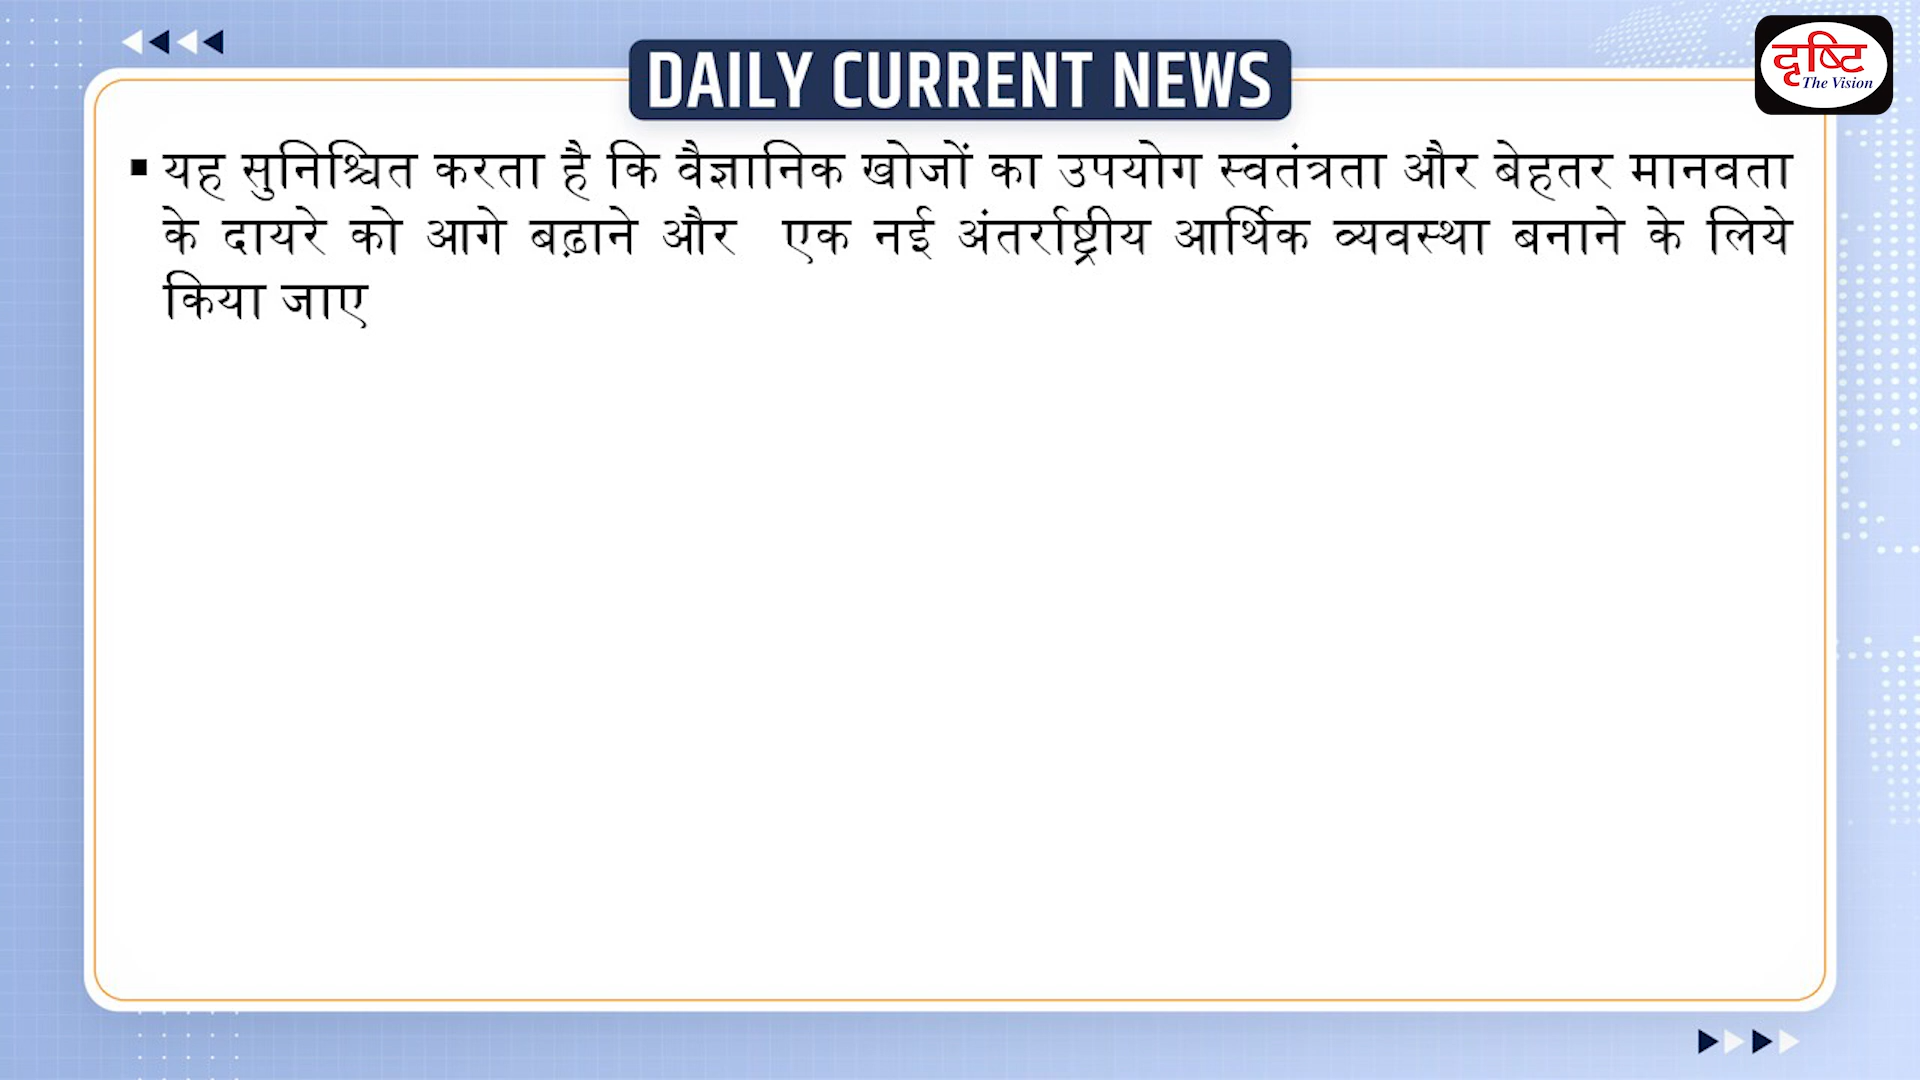 DAILY CURRENT NEWS
दृष्टि
The Vision
▪ यह सुनिश्चित करता है कि वैज्ञानिक खोजों का उपयोग स्वतंत्रता और बेहतर मानवता
के दायरे को आगे बढ़ाने और एक नई अंतर्राष्ट्रीय आर्थिक व्यवस्था बनाने के लिये
किया जाए